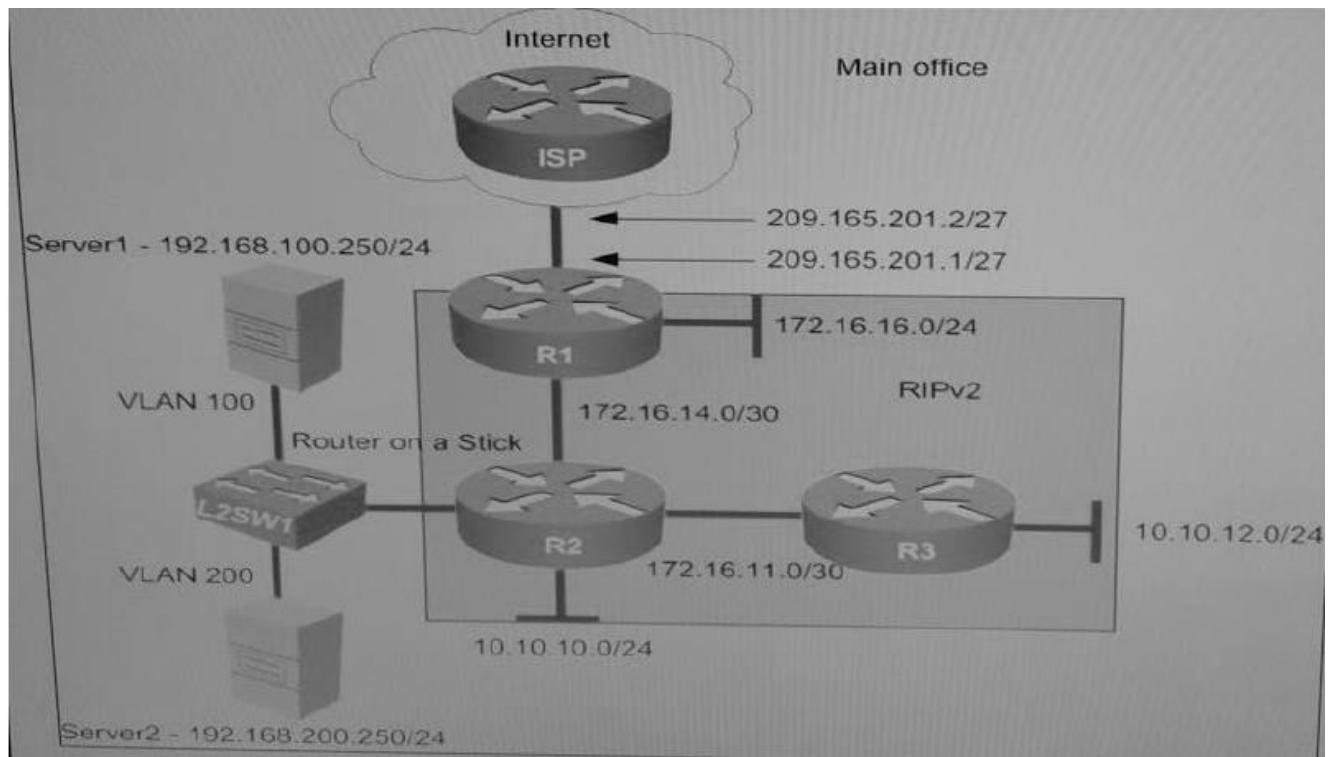 Internet
Main office
ISP
209.165.201.2/27
Server1 - 192.168.100.250/24
209.165.201.1/27
R1
172.16.16.0/24
RIPv2
VLAN 100
172.16.14.0/30
Router on a Stick
L2SW1
R2
R3
10.10.12.0/24
VLAN 200
172.16.11.0/30
10.10.10.0/24
Server2 - 192.168.200.250/24